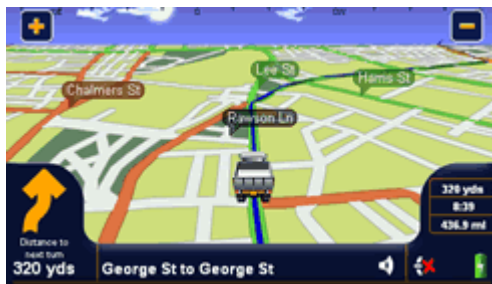 Lee St
Harris St
Chalmers St
Rawson Ln
320 yds
8:39
436.9 ml
Distance to
next turn
320 yds
George St to George St